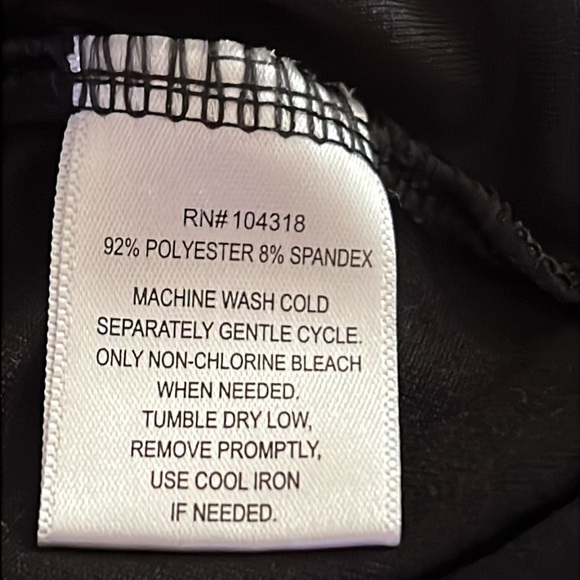 RN# 104318
92% POLYESTER 8% SPANDEX
MACHINE WASH COLD
SEPARATELY GENTLE CYCLE.
ONLY NON-CHLORINE BLEACH
WHEN NEEDED.
TUMBLE DRY LOW,
REMOVE PROMPTLY,
USE COOL IRON
IF NEEDED.